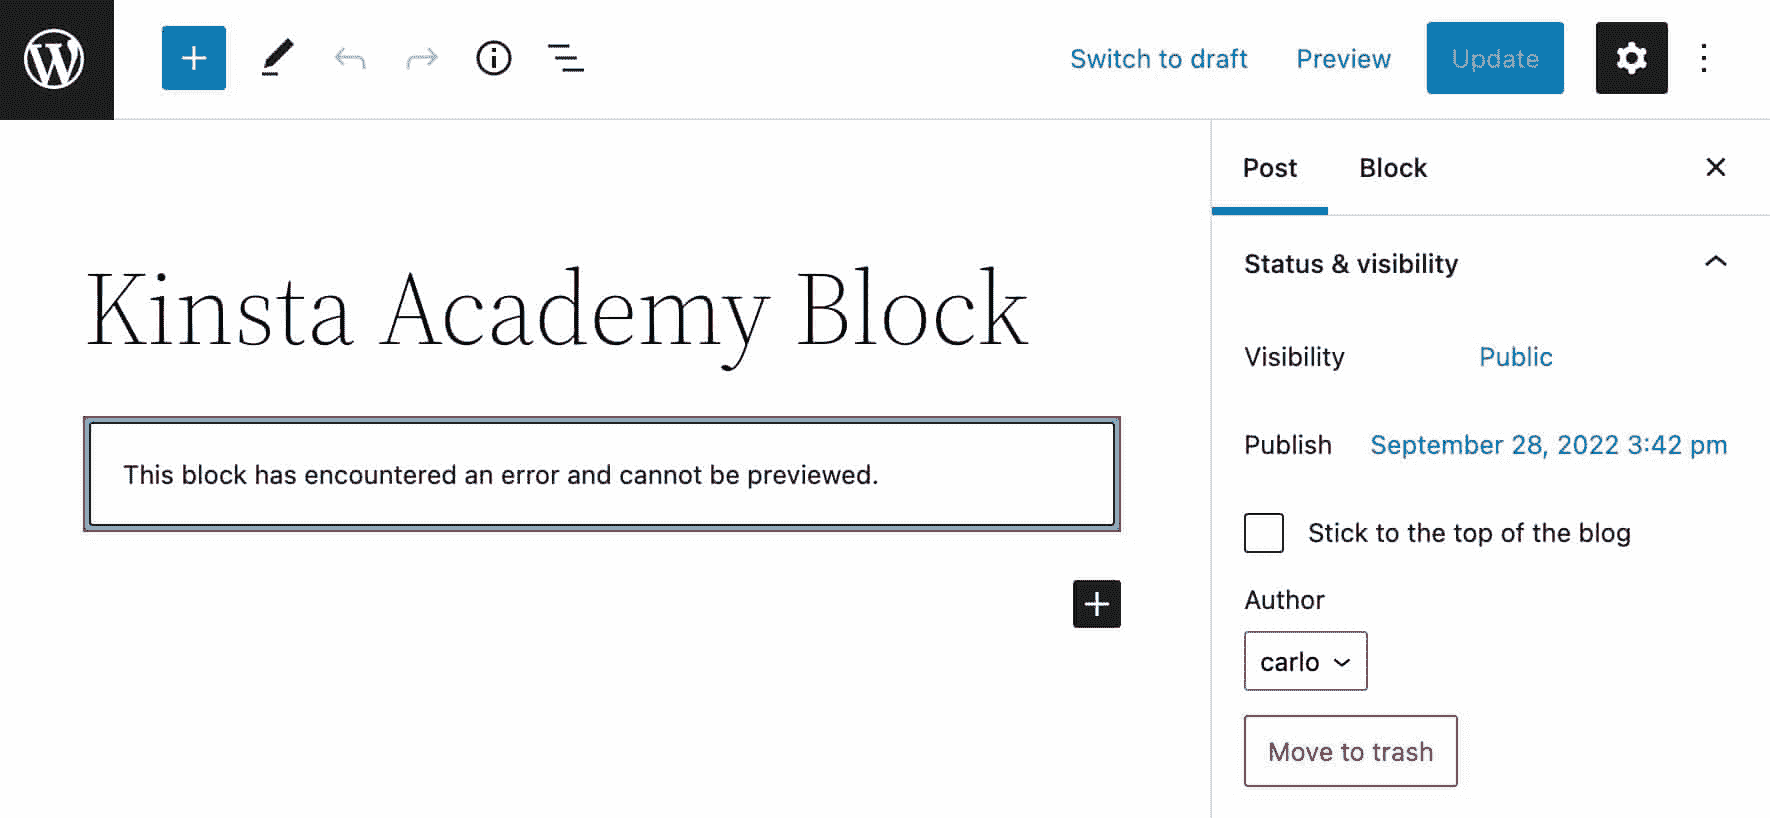 Switch to draft Preview Update
Post Block
Status & visibility
Kinsta Academy Block
Visibility Public
Publish September 28, 2022 3:42 pm
This block has encountered an error and cannot be previewed.
Stick to the top of the blog
Author
carlo
Move to trash